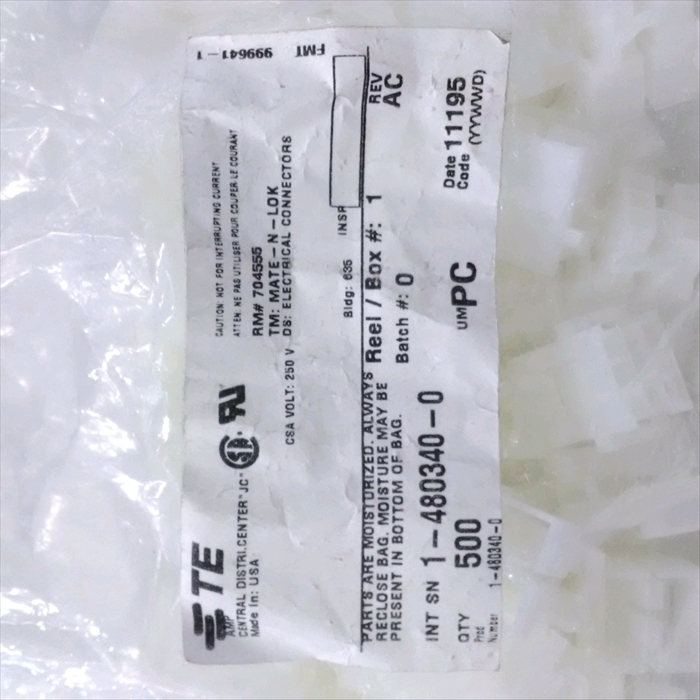 TE
AMP
CENTRAL DISTRI.CENTER"JC"
Made In: USA
CAUTION: NOT FOR INTERRUPTING CURRENT
ATTEN: NE PAS UTILISER POUR COUPER LE COURANT
RM# 704555
TM: MATE-N-LOK
DS: ELECTRICAL CONNECTORS
CSA VOLT: 250 V
999641-1 FMT
Bldg: 635 INSP
PARTS ARE MOISTURIZED. ALWAYS
RECLOSE BAG. MOISTURE MAY BE
PRESENT IN BOTTOM OF BAG.
Reel / Box #: 1
Batch #: 0
REV
AC
INT SN 1-480340-0
QTY 500 UM PC
Date Code 11195
(YYWWD)
Prod Number 1-480340-0